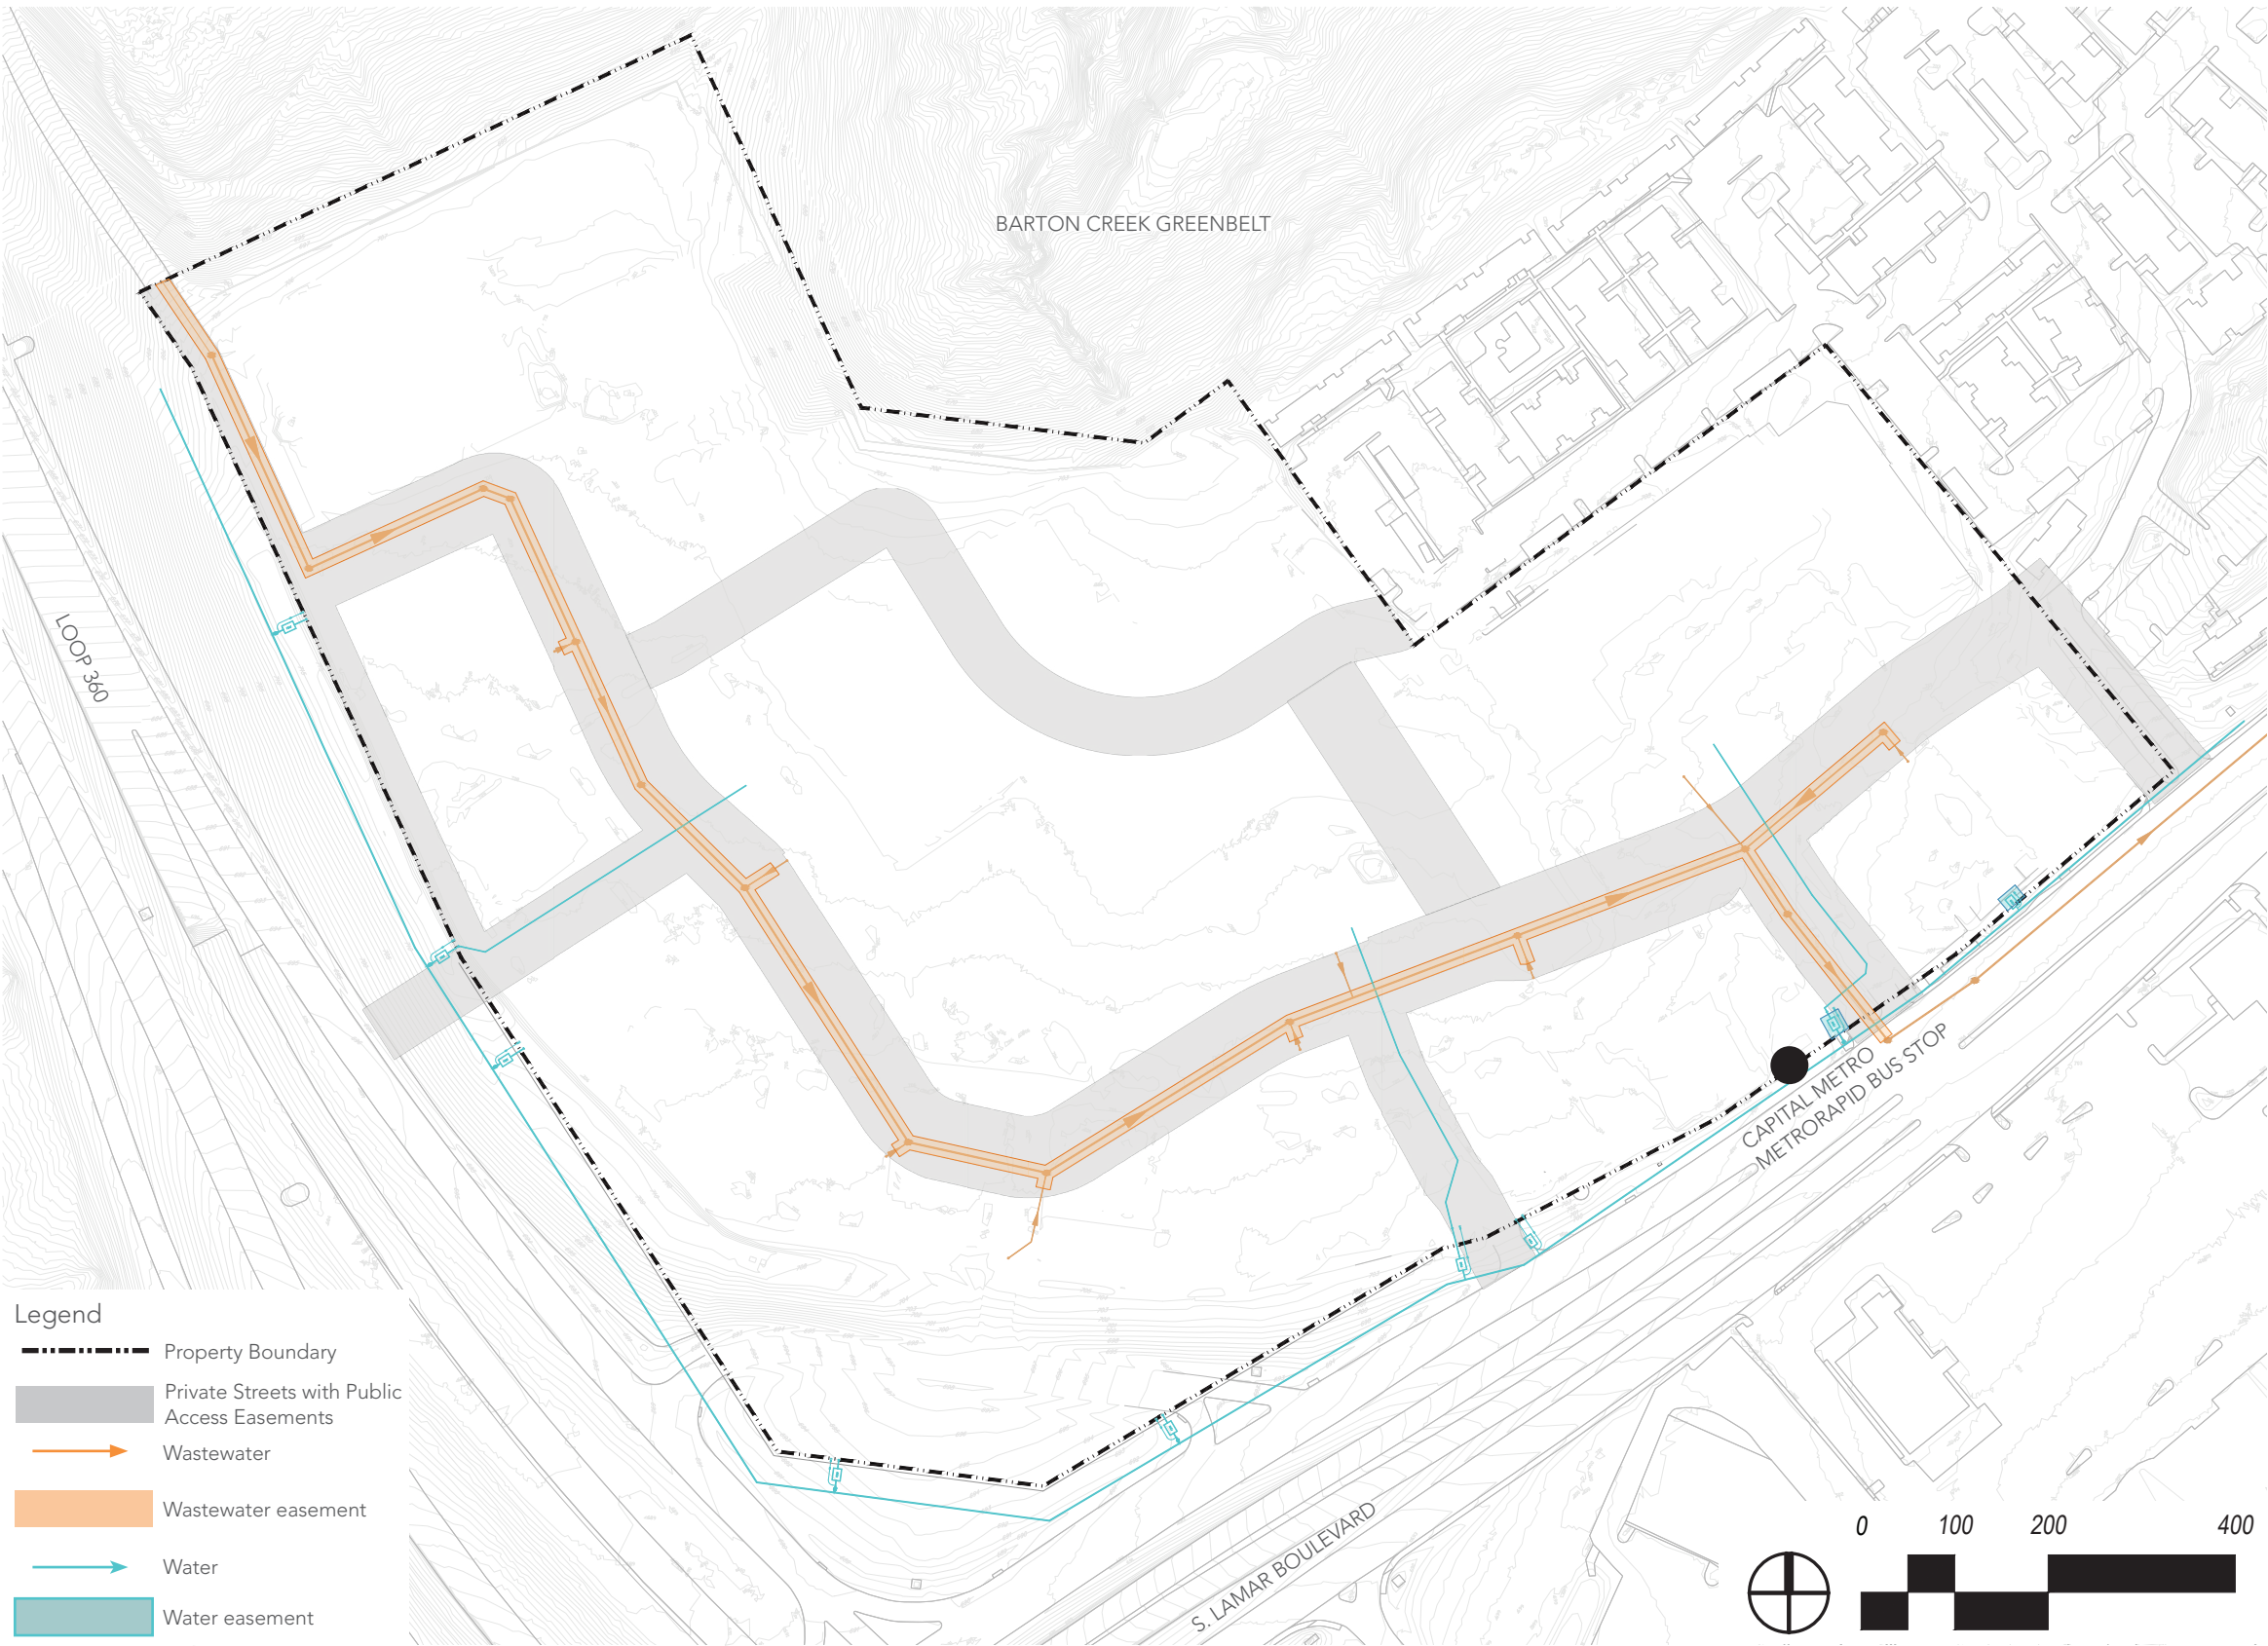 BARTON CREEK GREENBELT
LOOP 360
CAPITAL METRO
METRORAPID BUS STOP
S. LAMAR BOULEVARD
Legend
Property Boundary
Private Streets with Public
Access Easements
Wastewater
Wastewater easement
Water
Water easement
0 100 200 400